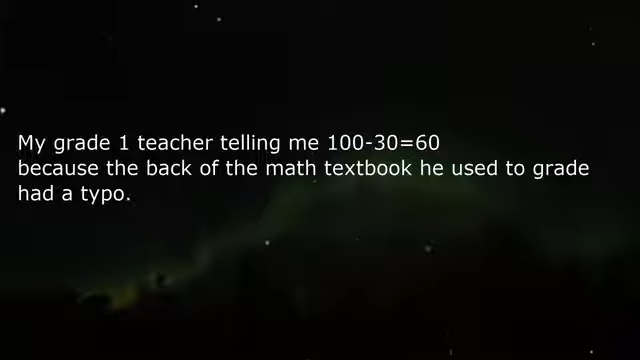 My grade 1 teacher telling me 100-30=60
because the back of the math textbook he used to grade
had a typo.